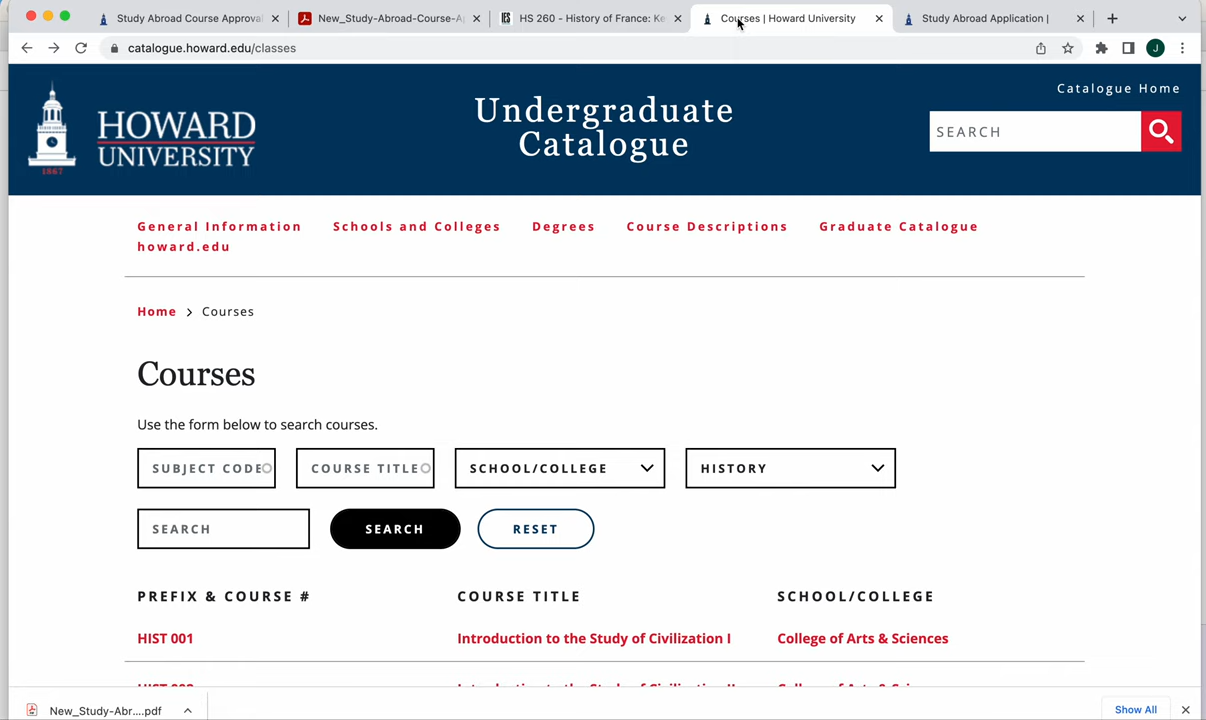 Study Abroad Course Approva
New_Study-Abroad-Course-A
HS 260 - History of France: Ke
Courses | Howard University
Study Abroad Application |
catalogue.howard.edu/classes
J
Catalogue Home
HOWARD
UNIVERSITY
1867
Undergraduate
Catalogue
SEARCH
General Information
Schools and Colleges
Degrees
Course Descriptions
Graduate Catalogue
howard.edu
Home > Courses
Courses
Use the form below to search courses.
SUBJECT CODE
COURSE TITLE
SCHOOL/COLLEGE
HISTORY
SEARCH
SEARCH
RESET
PREFIX & COURSE #
COURSE TITLE
SCHOOL/COLLEGE
HIST 001
Introduction to the Study of Civilization I
College of Arts & Sciences
New_Study-Abr....pdf
Show All